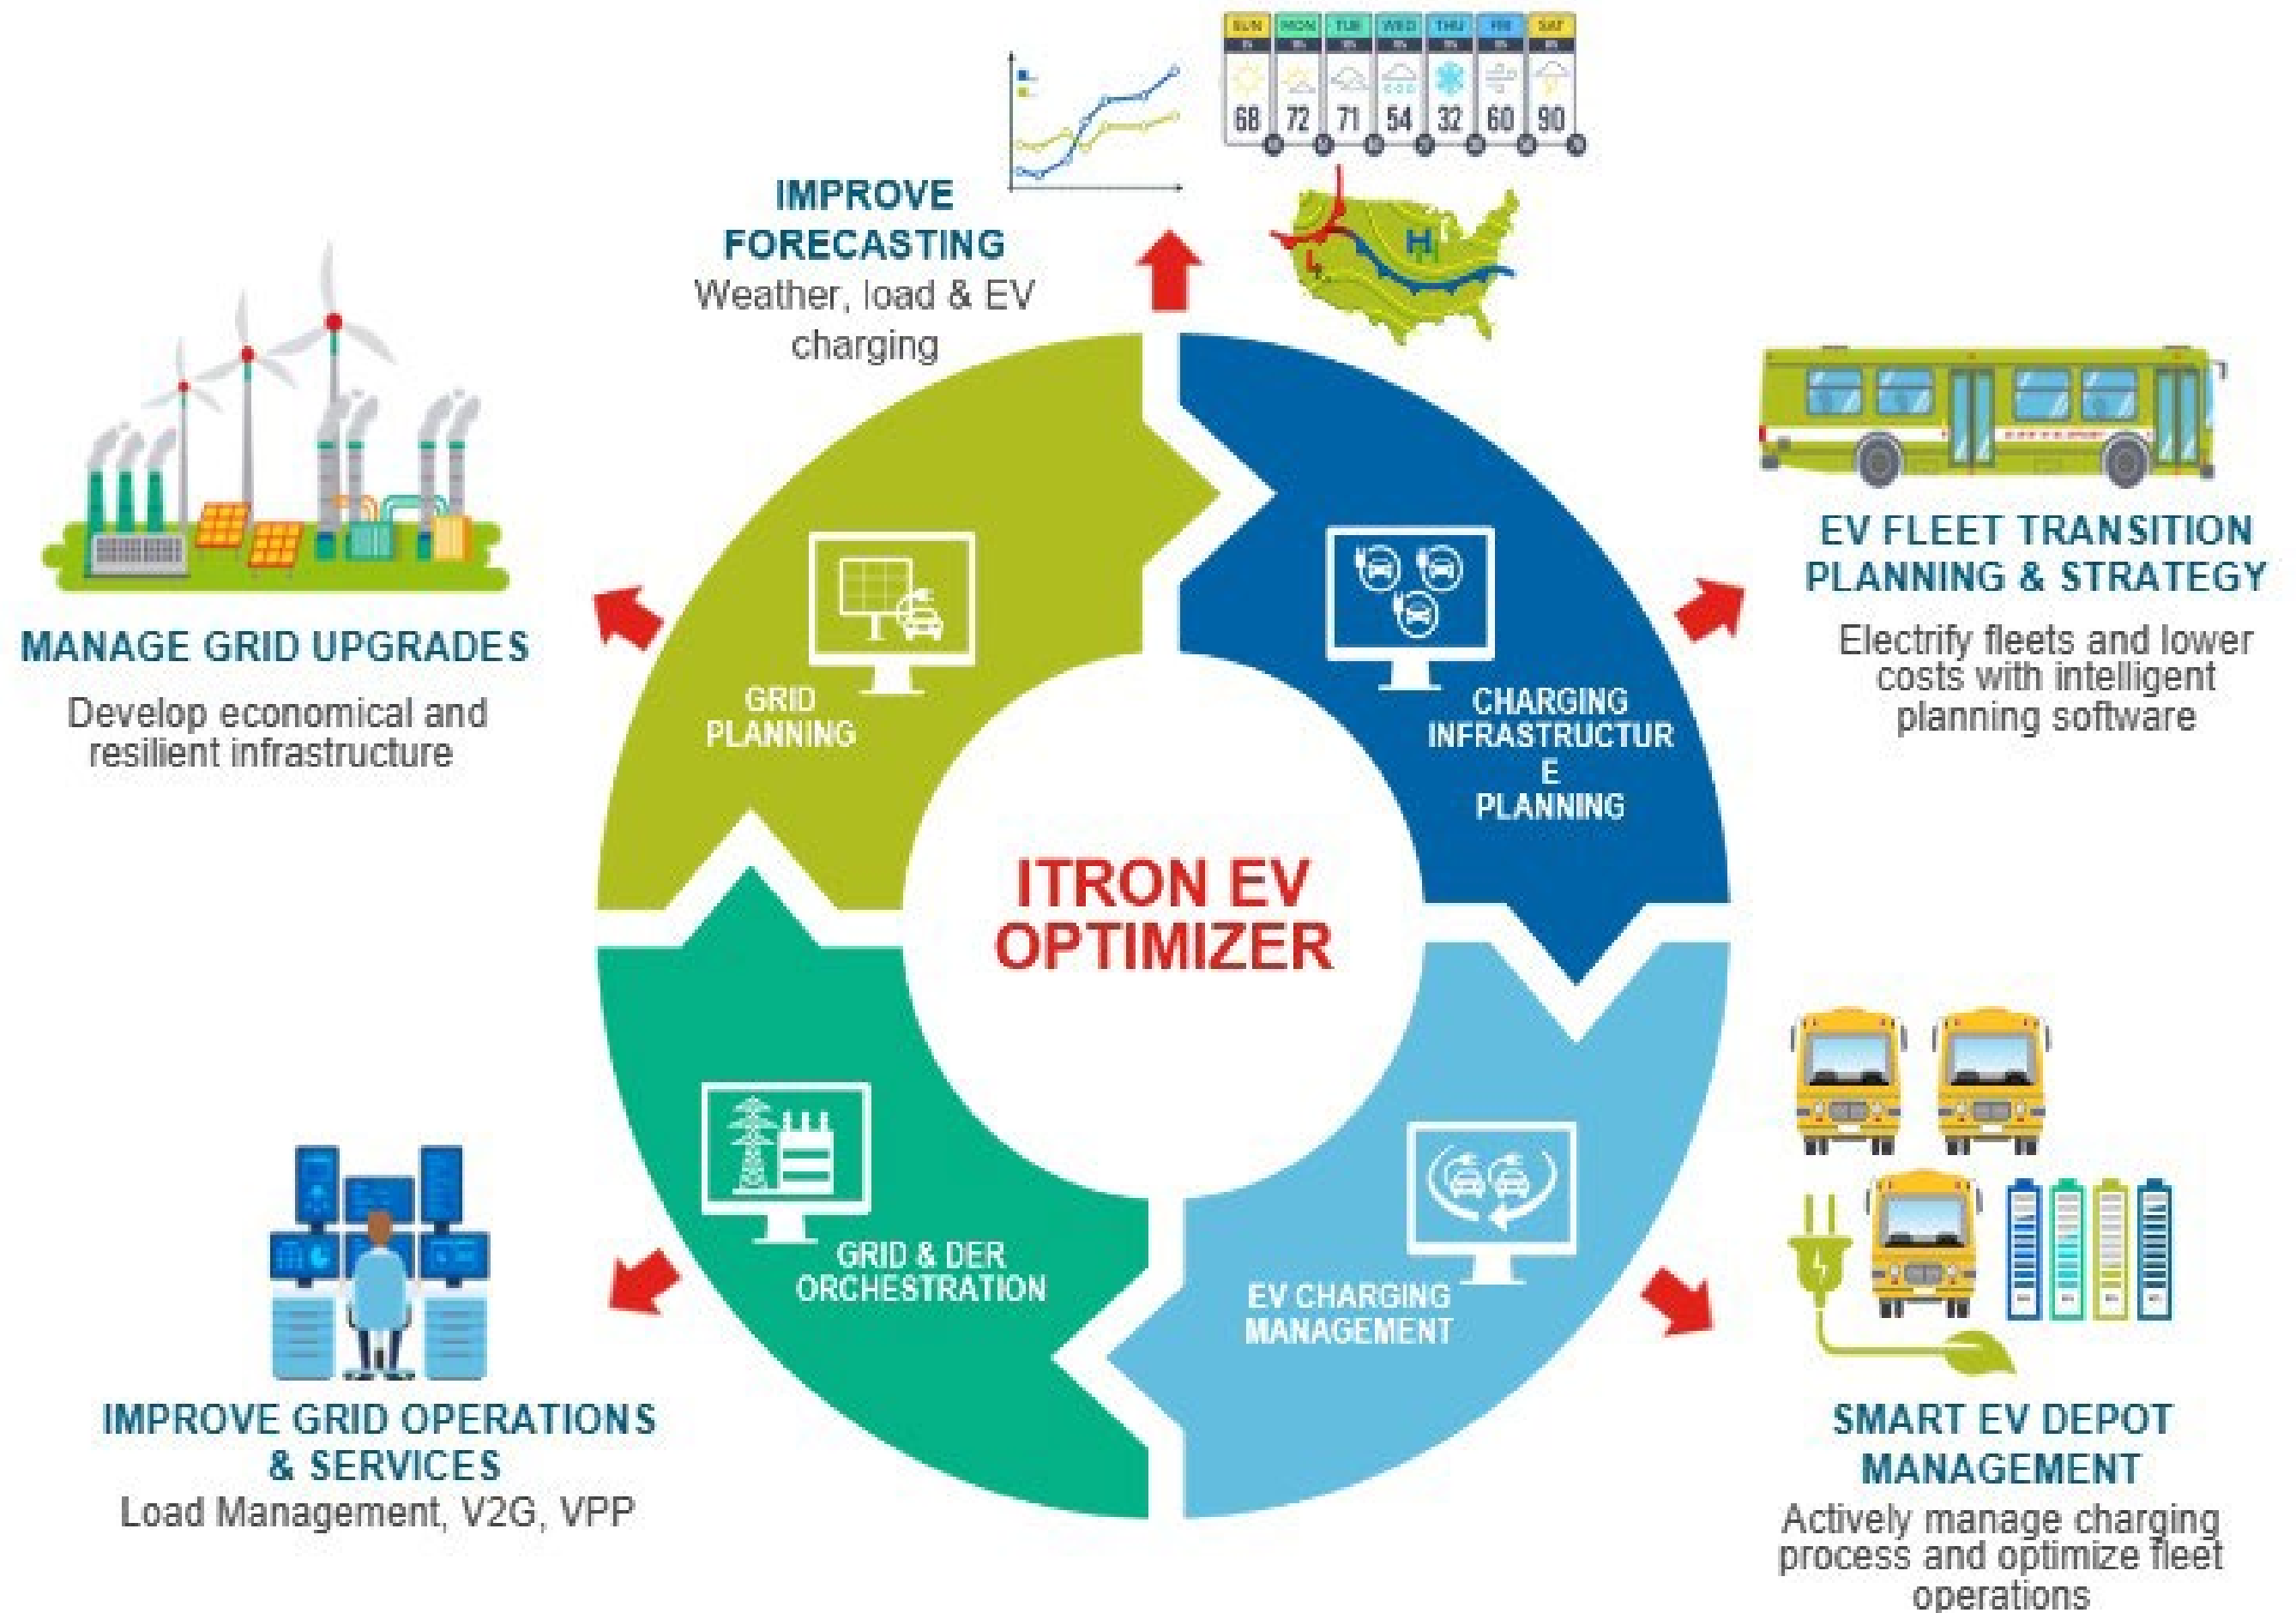 SUN MON TUE WED THU FRI SAT
68 72 71 54 32 60 90
IMPROVE
FORECASTING
Weather, load & EV
charging
H
L
MANAGE GRID UPGRADES
Develop economical and
resilient infrastructure
EV FLEET TRANSITION
PLANNING & STRATEGY
Electrify fleets and lower
costs with intelligent
planning software
GRID
PLANNING
CHARGING
INFRASTRUCTUR
E
PLANNING
ITRON EV
OPTIMIZER
GRID & DER
ORCHESTRATION
EV CHARGING
MANAGEMENT
IMPROVE GRID OPERATIONS
& SERVICES
Load Management, V2G, VPP
SMART EV DEPOT
MANAGEMENT
Actively manage charging
process and optimize fleet
operations